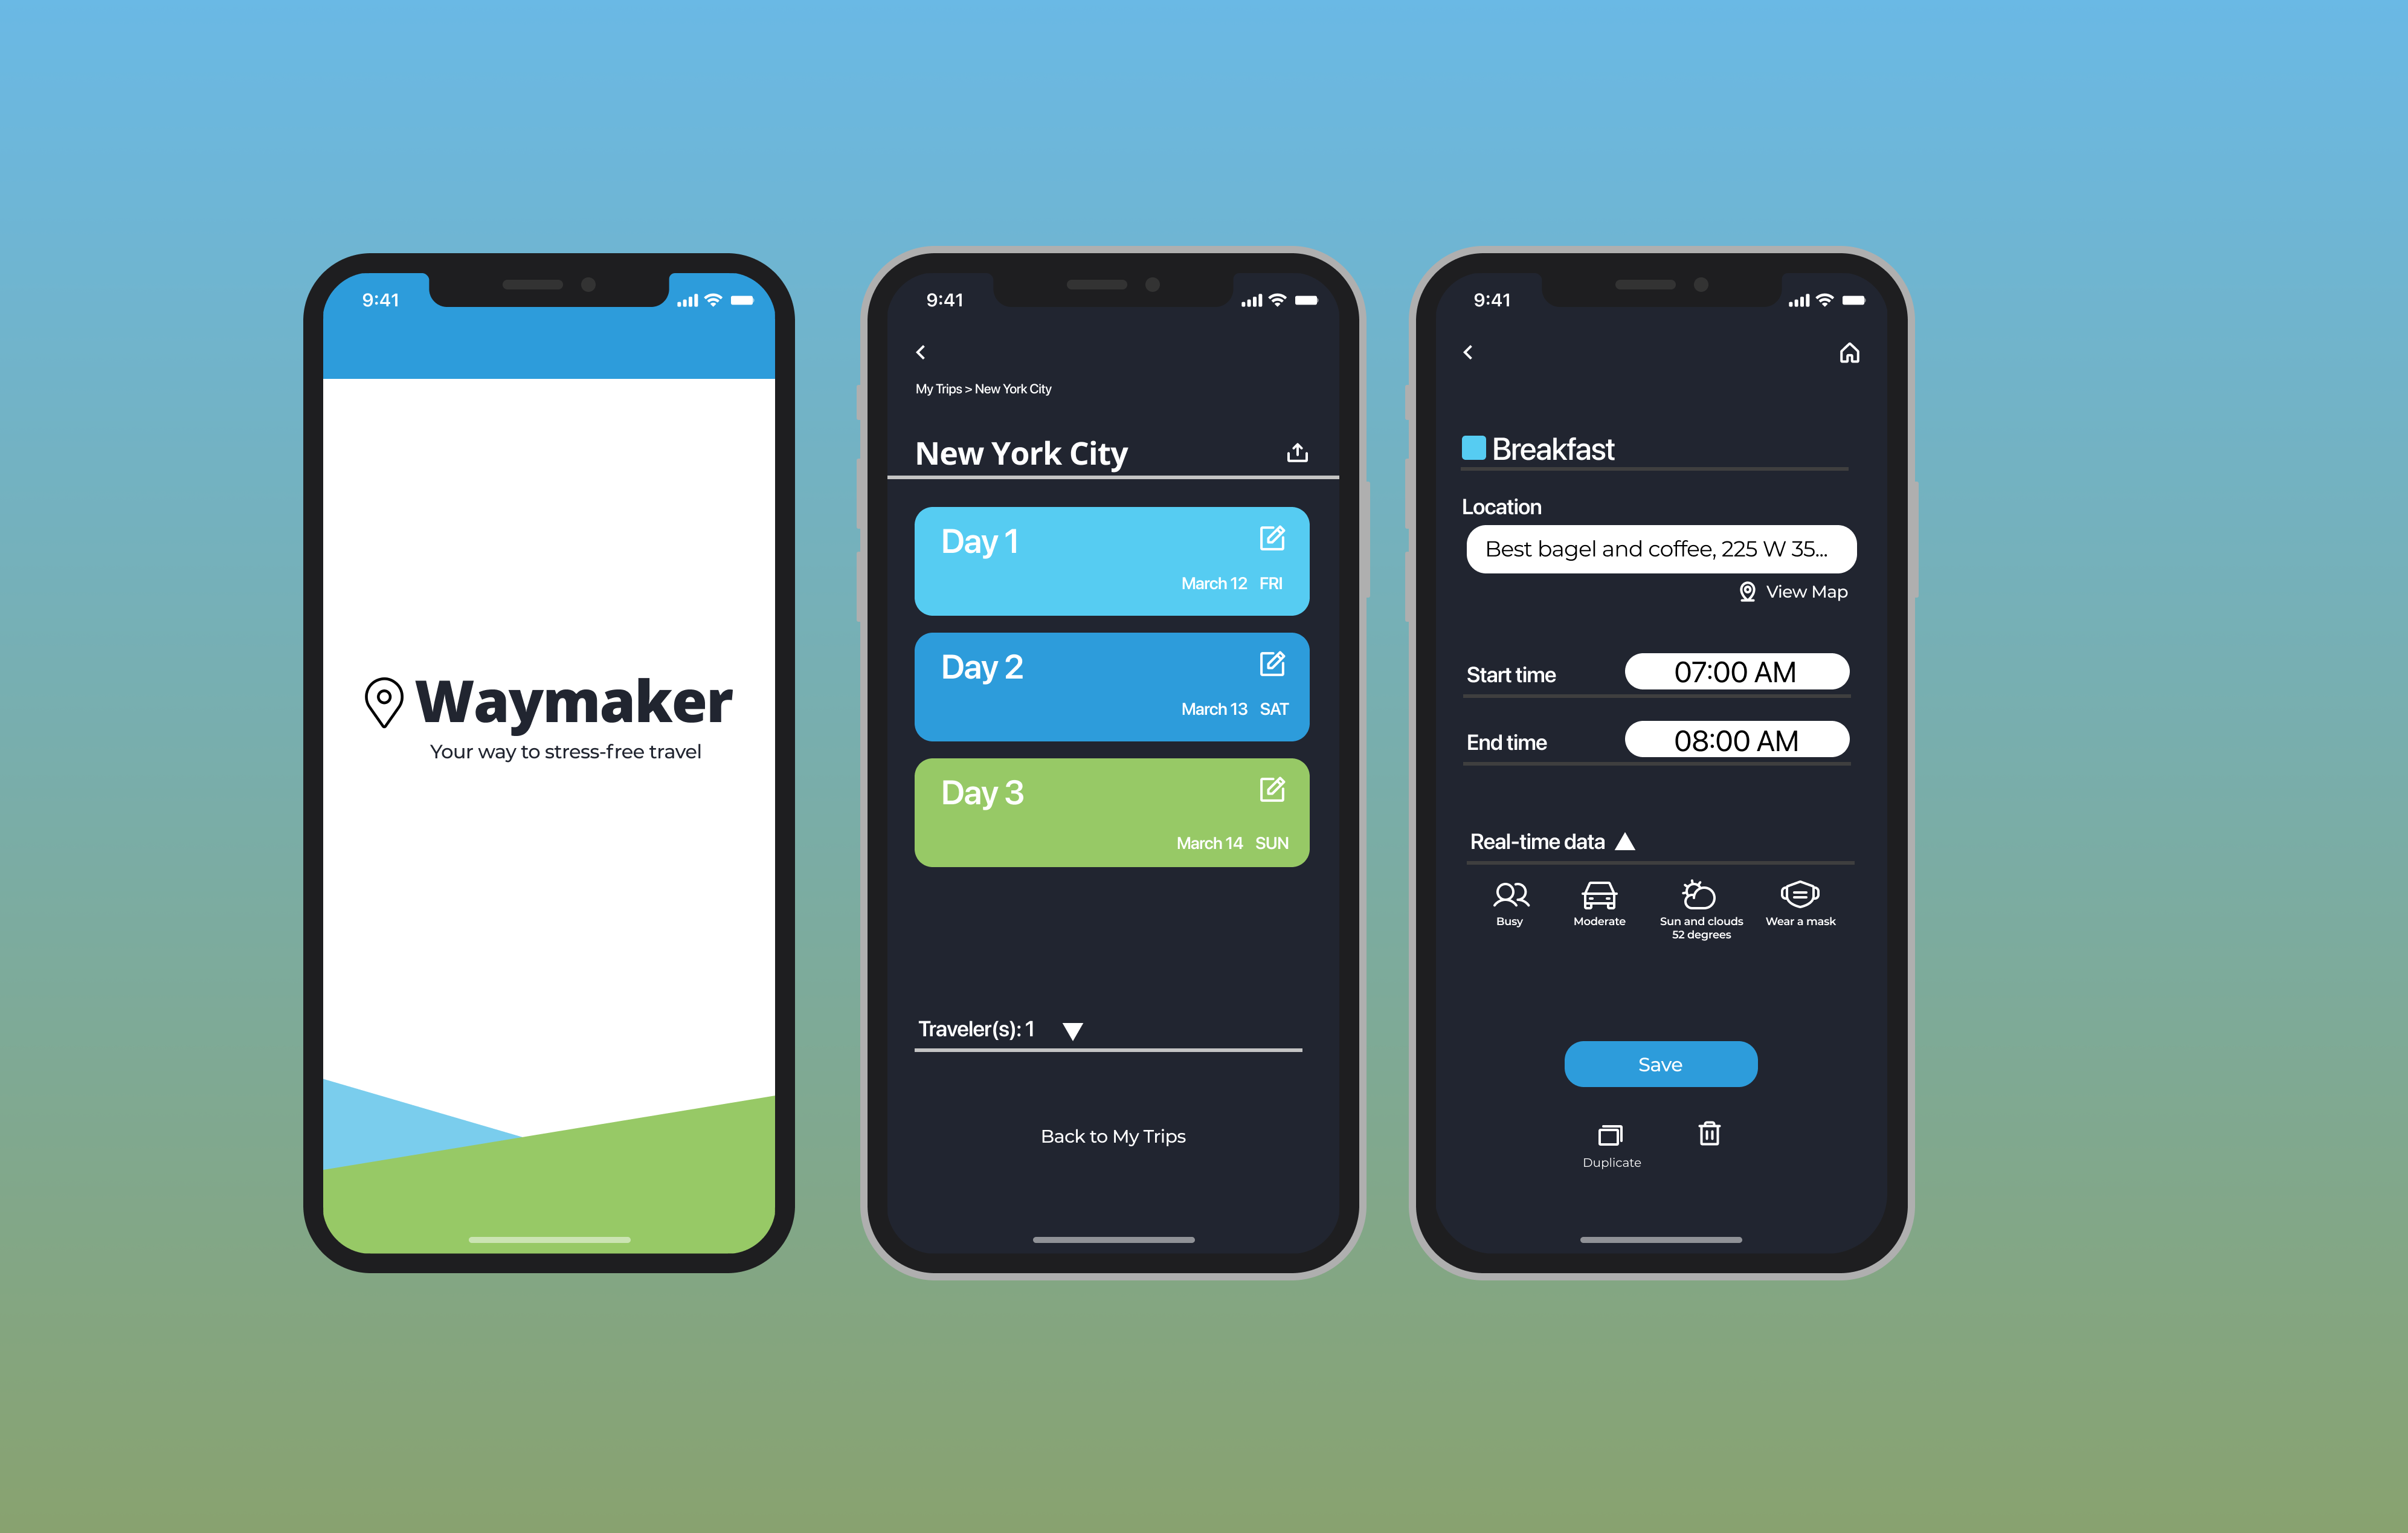 9:41
Waymaker
Your way to stress-free travel
9:41
My Trips > New York City
New York City
Day 1
March 12 FRI
Day 2
March 13 SAT
Day 3
March 14 SUN
Traveler(s): 1
Back to My Trips
9:41
Breakfast
Location
Best bagel and coffee, 225 W 35...
View Map
Start time 07:00 AM
End time 08:00 AM
Real-time data
Busy
Moderate
Sun and clouds
52 degrees
Wear a mask
Save
Duplicate